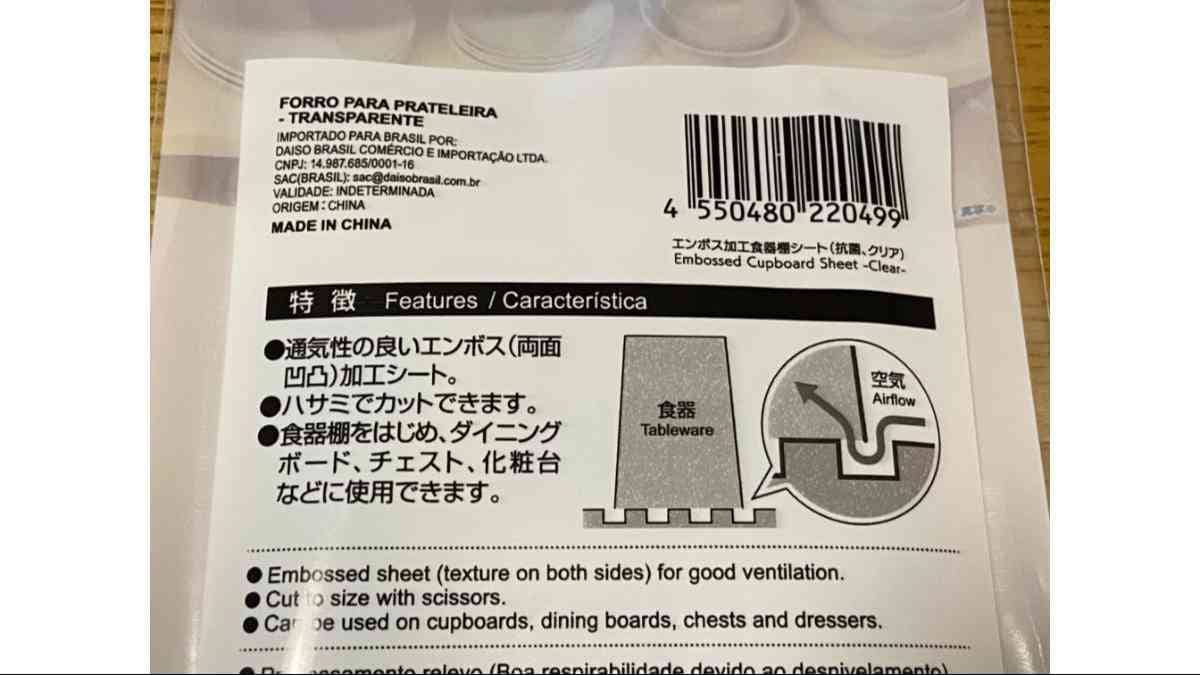 FORRO PARA PRATELEIRA
- TRANSPARENTE
IMPORTADO PARA BRASIL POR:
DAISO BRASIL COMÉRCIO E IMPORTAÇÃO LTDA.
CNPJ: 14.987.685/0001-16
SAC(BRASIL): sac@daisobrasil.com.br
VALIDADE: INDETERMINADA
ORIGEM：CHINA
MADE IN CHINA
4 550480 220499
エンボス加工食器棚シート(抗菌、クリア)
Embossed Cupboard Sheet -Clear-
特 徴 Features / Característica
●通気性の良いエンボス(両面
凹凸)加工シート。
●ハサミでカットできます。
●食器棚をはじめ、ダイニング
ボード、チェスト、化粧台
などに使用できます。
食器
Tableware
空気
Airflow
● Embossed sheet (texture on both sides) for good ventilation.
● Cut to size with scissors.
● Can be used on cupboards, dining boards, chests and dressers.
● relevo (Boa respirabilidade devido ao desnivelamento)